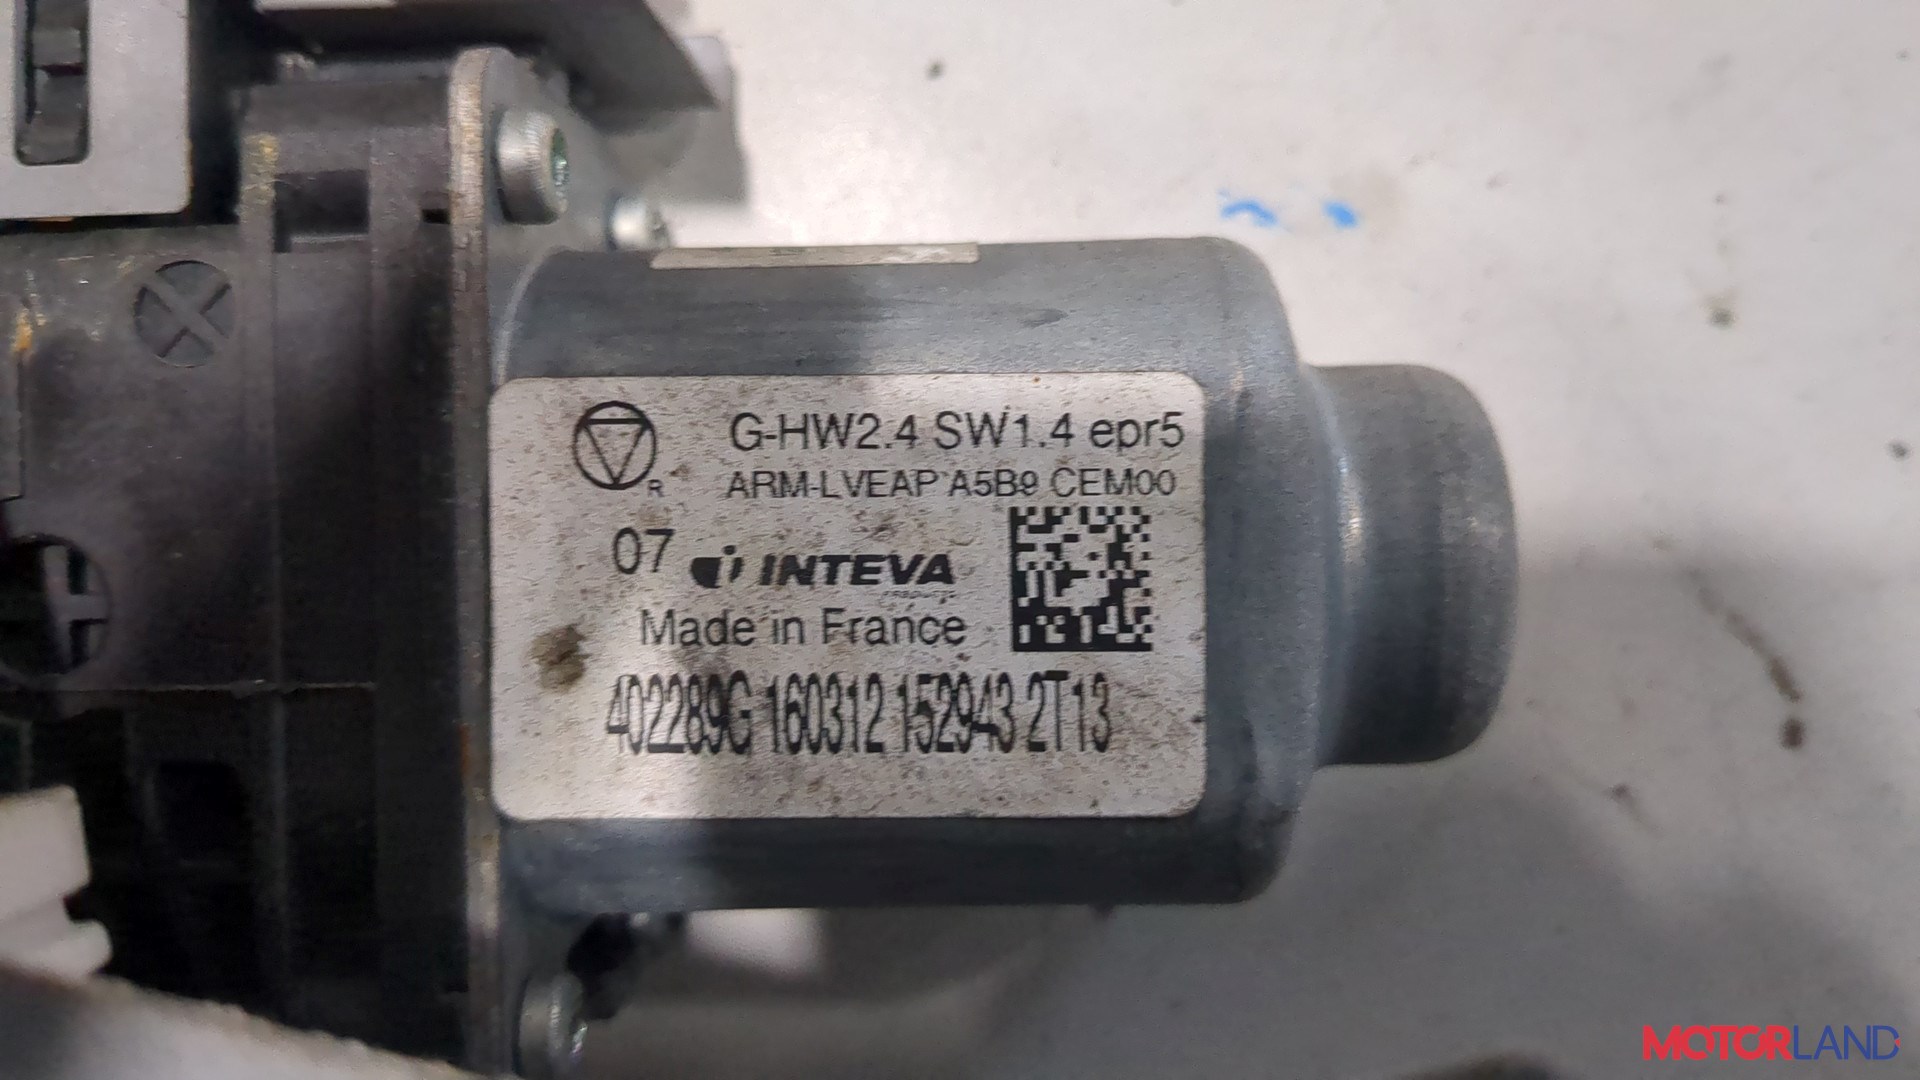 G-HW2.4 SW1.4 epr5
R
ARM-LVEAP A5B9 CEM00
07 INTEVA
PRODUCTS
Made in France
402289G 160312 152943 2T13
MOTORLAND